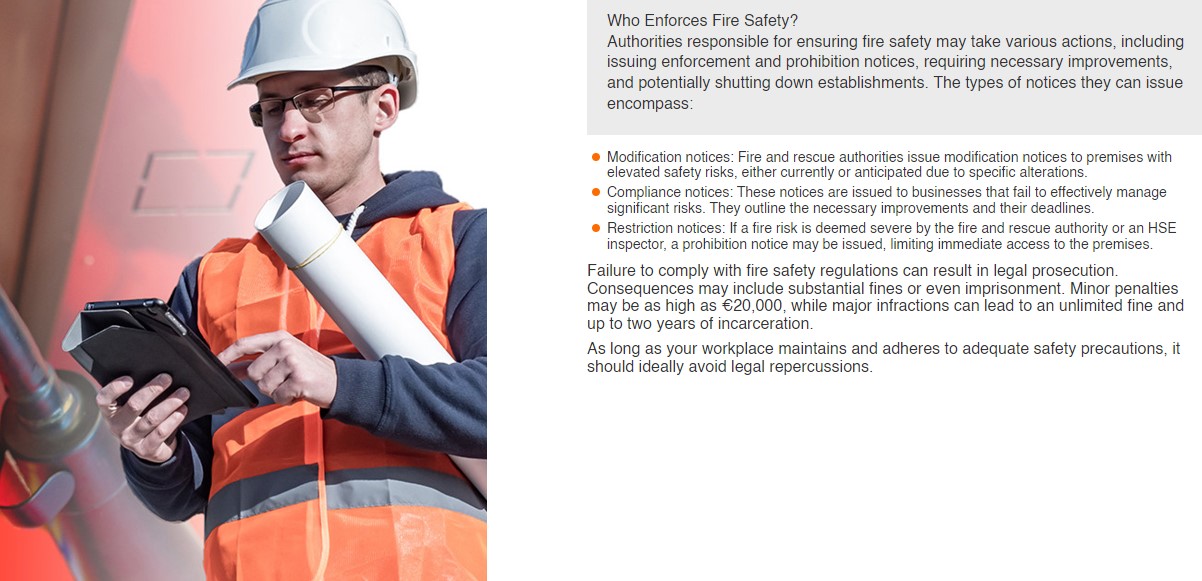 Who Enforces Fire Safety?
Authorities responsible for ensuring fire safety may take various actions, including
issuing enforcement and prohibition notices, requiring necessary improvements,
and potentially shutting down establishments. The types of notices they can issue
encompass:
Modification notices: Fire and rescue authorities issue modification notices to premises with
elevated safety risks, either currently or anticipated due to specific alterations.
Compliance notices: These notices are issued to businesses that fail to effectively manage
significant risks. They outline the necessary improvements and their deadlines.
Restriction notices: If a fire risk is deemed severe by the fire and rescue authority or an HSE
inspector, a prohibition notice may be issued, limiting immediate access to the premises.
Failure to comply with fire safety regulations can result in legal prosecution.
Consequences may include substantial fines or even imprisonment. Minor penalties
may be as high as €20,000, while major infractions can lead to an unlimited fine and
up to two years of incarceration.
As long as your workplace maintains and adheres to adequate safety precautions, it
should ideally avoid legal repercussions.